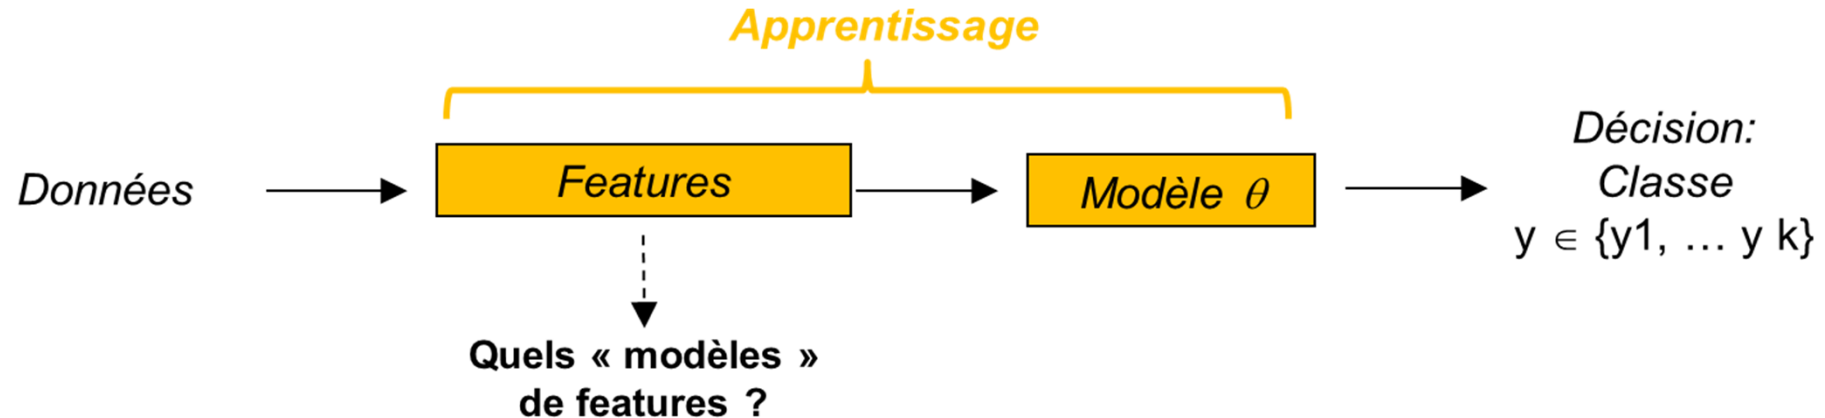 Apprentissage
Données
Features
Modèle θ
Décision:
Classe
y ∈ {y1, … y k}
Quels « modèles »
de features ?